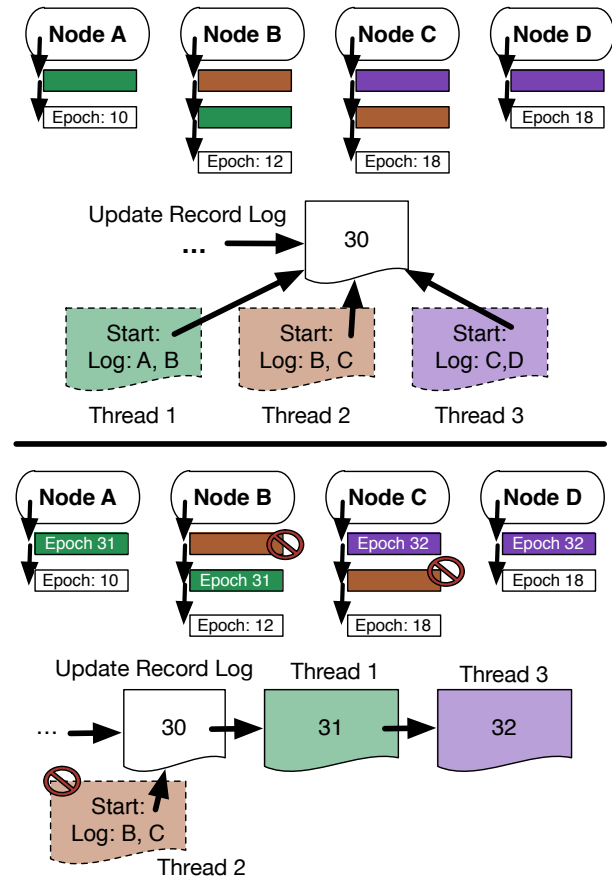 Node A
Node B
Node C
Node D
Epoch: 10
Epoch: 12
Epoch: 18
Epoch 18
Update Record Log
...
30
Start:
Log: A, B
Start:
Log: B, C
Start:
Log: C,D
Thread 1
Thread 2
Thread 3
Node A
Node B
Node C
Node D
Epoch 31
Epoch 32
Epoch 32
Epoch: 10
Epoch 31
Epoch: 18
Epoch: 12
Epoch: 18
Update Record Log
Thread 1
Thread 3
...
30
31
32
Start:
Log: B, C
Thread 2